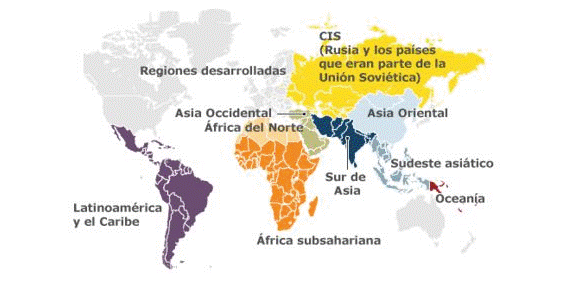 CIS
(Rusia y los países
que eran parte de la
Unión Soviética)
Regiones desarrolladas
Asia Occidental
Asia Oriental
África del Norte
Sudeste asiático
Sur de
Asia
Oceanía
Latinoamérica
y el Caribe
África subsahariana